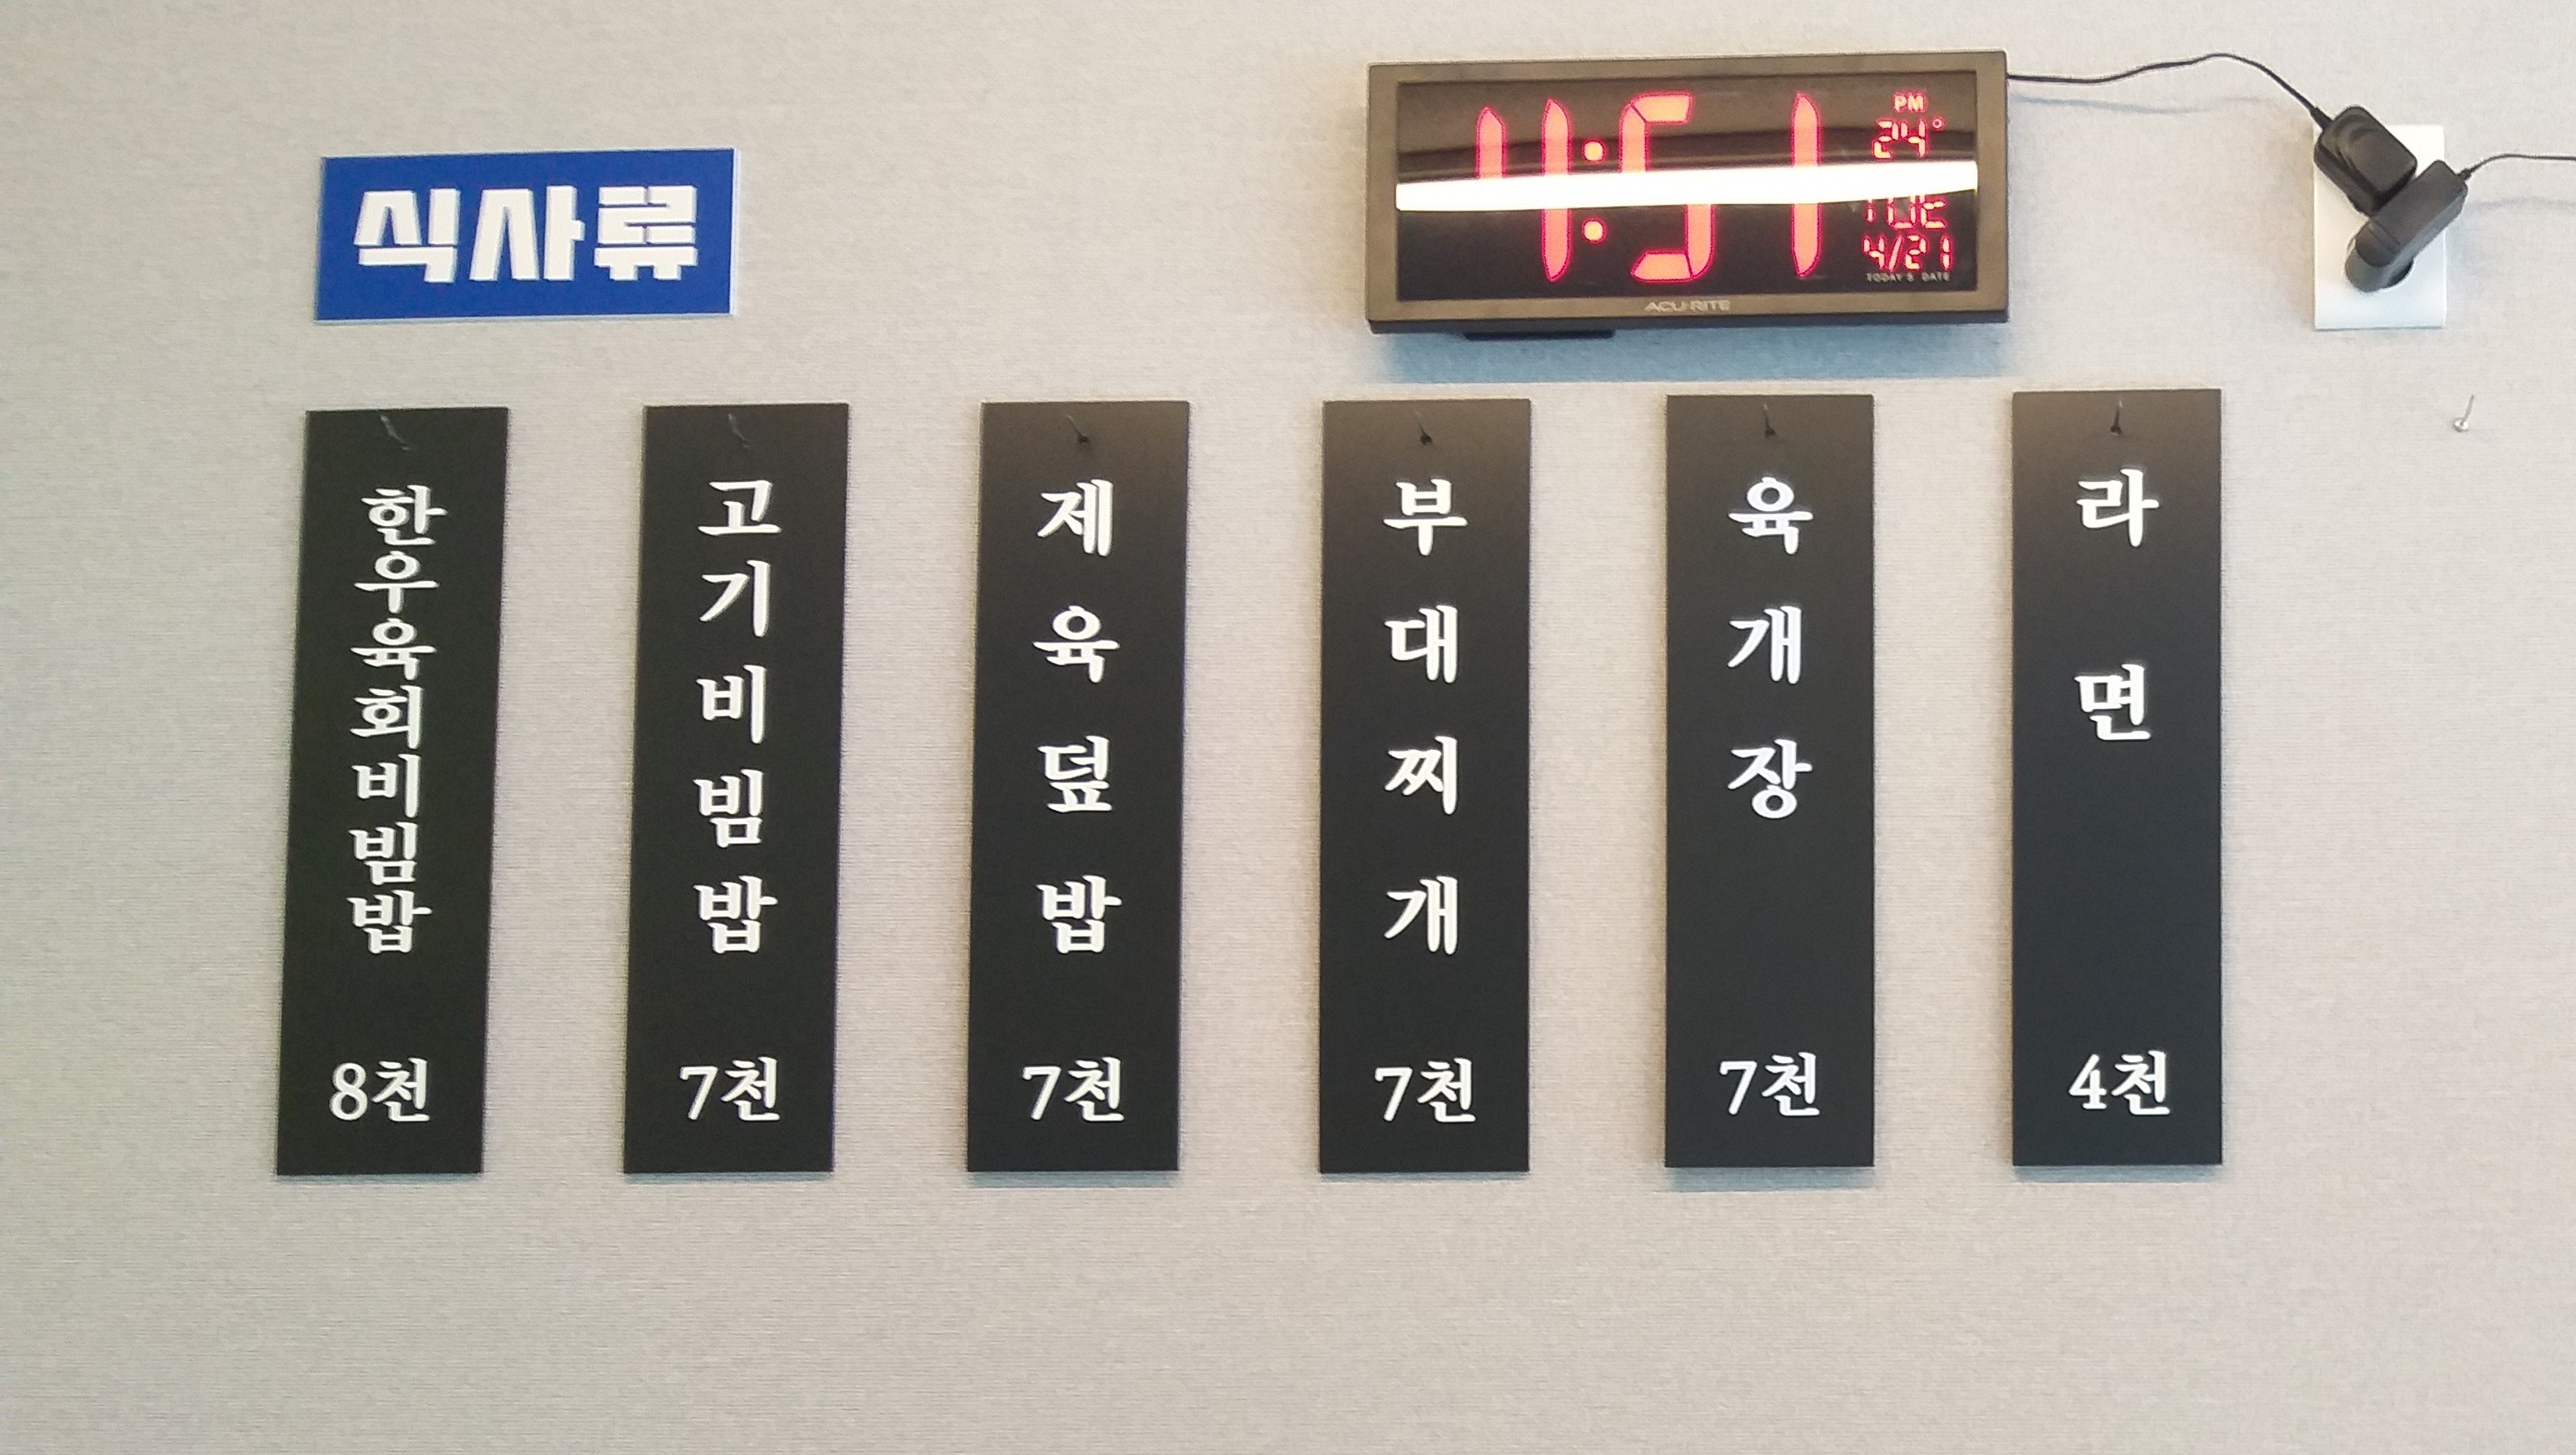 식사류
11:51
PM
24°
TUE
4/21
TODAY'S DATE
ACU RITE
한우육회비빔밥
8천
고기비빔밥
7천
제육덮밥
7천
부대찌개
7천
육개장
7천
라면
4천